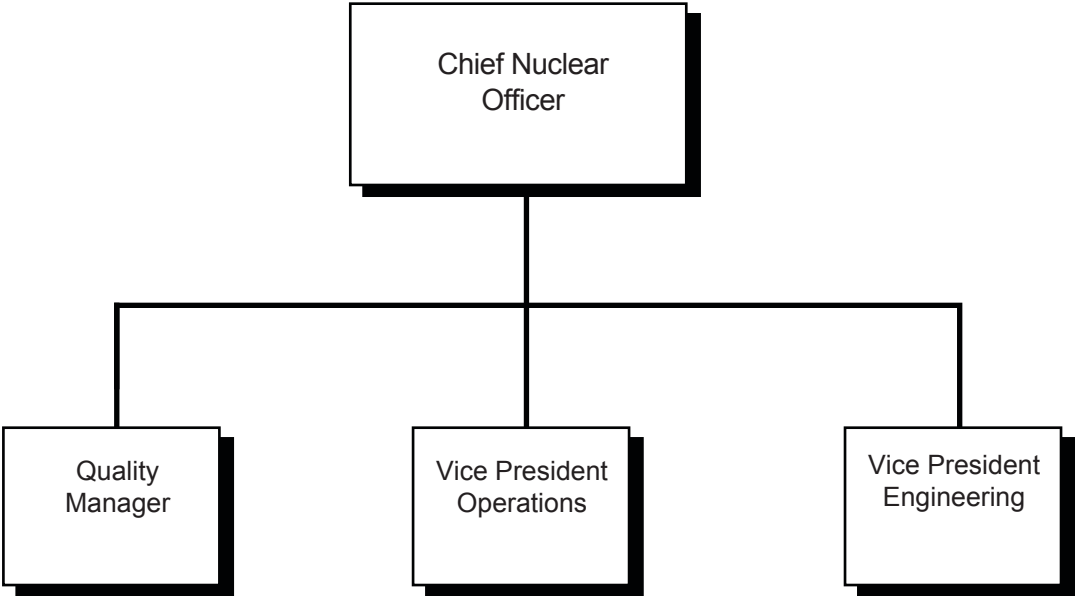 Chief Nuclear
Officer
Quality
Manager
Vice President
Operations
Vice President
Engineering